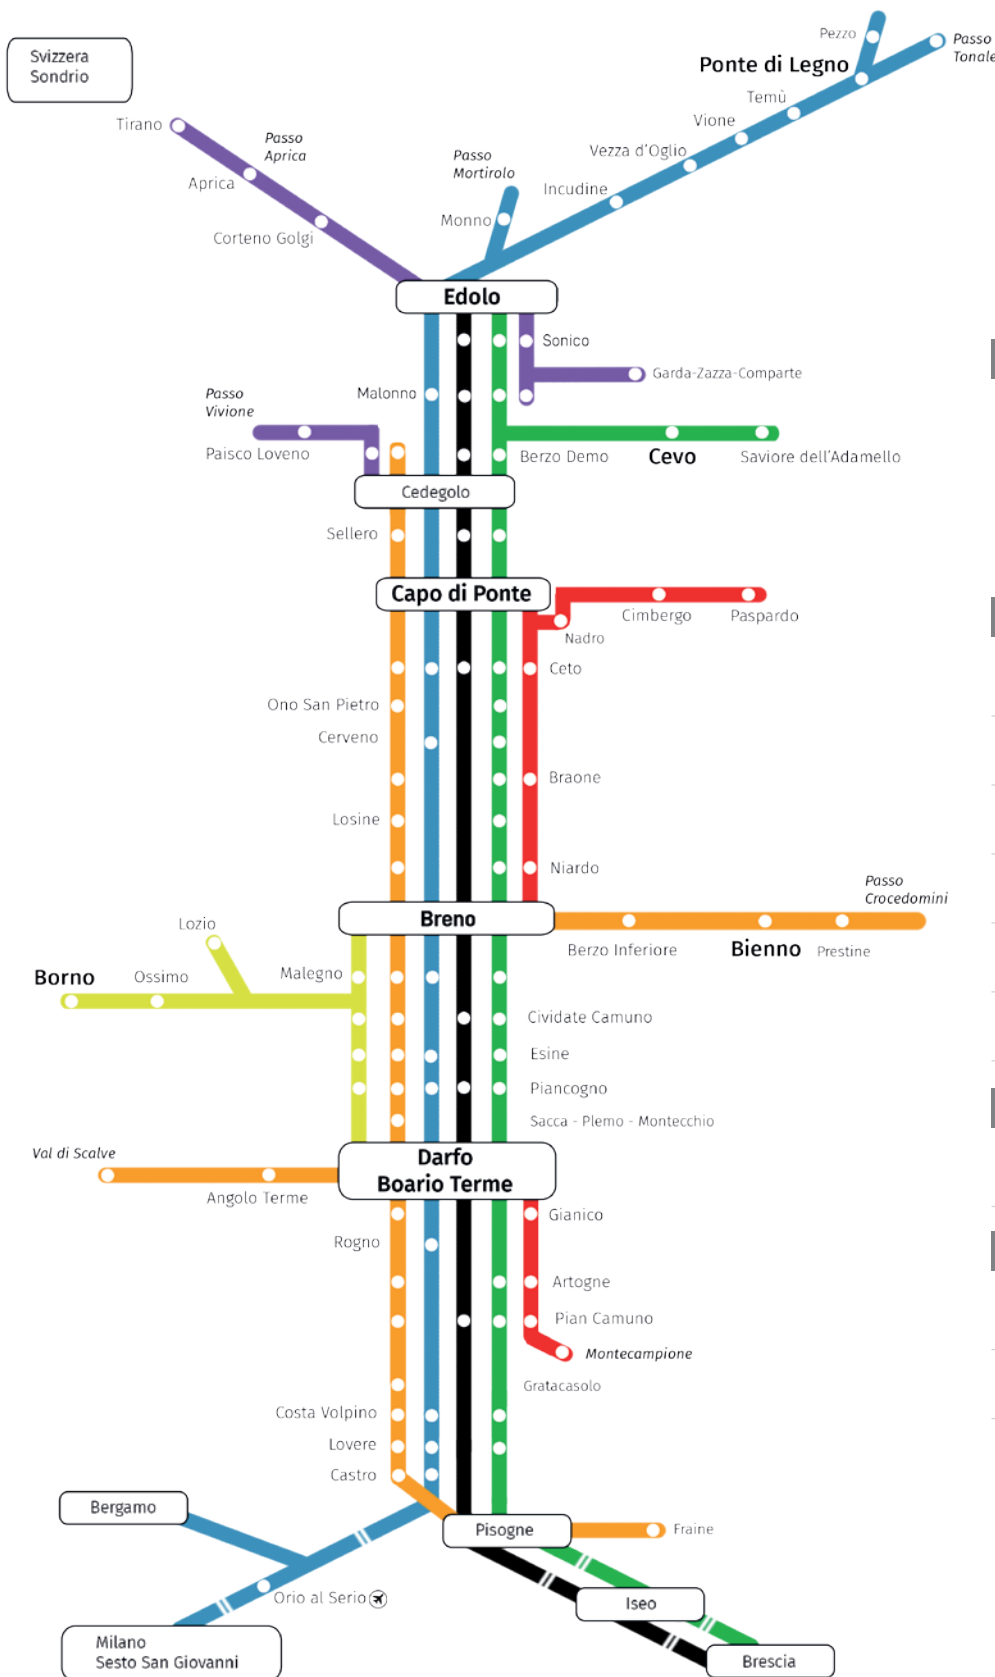 Svizzera
Sondrio
Pezzo
Passo
Tonale
Ponte di Legno
Temù
Vione
Vezza d'Oglio
Incudine
Tirano
Passo
Aprica
Aprica
Corteno Golgi
Passo
Mortirolo
Monno
Edolo
Sonico
Garda-Zazza-Comparte
Malonno
Passo
Vivione
Paisco Loveno
Berzo Demo
Cevo
Saviore dell'Adamello
Cedegolo
Sellero
Capo di Ponte
Cimbergo
Paspardo
Nadro
Ceto
Ono San Pietro
Cerveno
Braone
Losine
Niardo
Passo
Crocedomini
Breno
Berzo Inferiore
Bienno
Prestine
Lozio
Borno
Ossimo
Malegno
Cividate Camuno
Esine
Piancogno
Sacca - Plemo - Montecchio
Val di Scalve
Angolo Terme
Darfo
Boario Terme
Gianico
Rogno
Artogne
Pian Camuno
Montecampione
Gratacasolo
Costa Volpino
Lovere
Castro
Bergamo
Pisogne
Fraine
Orio al Serio
Iseo
Milano
Sesto San Giovanni
Brescia